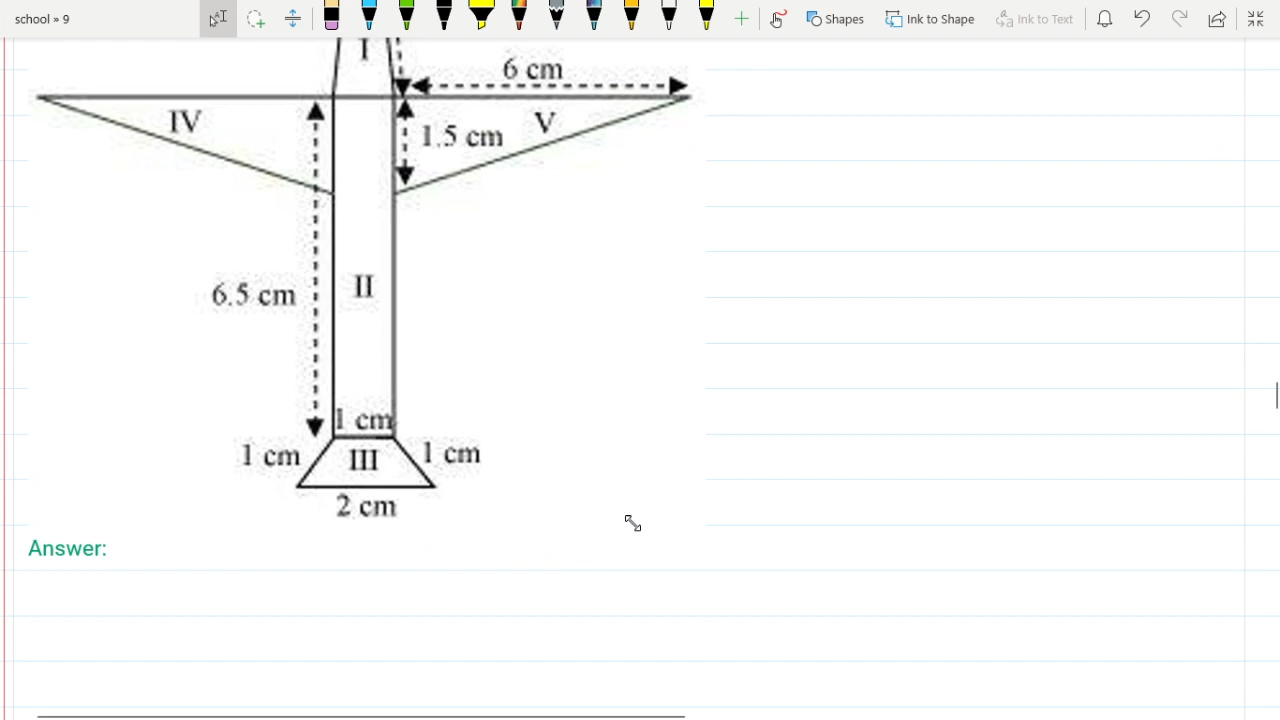 school » 9
Shapes
Ink to Shape
Ink to Text
I
6 cm
IV
1.5 cm
V
6.5 cm
II
1 cm
1 cm
III
1 cm
2 cm
Answer: